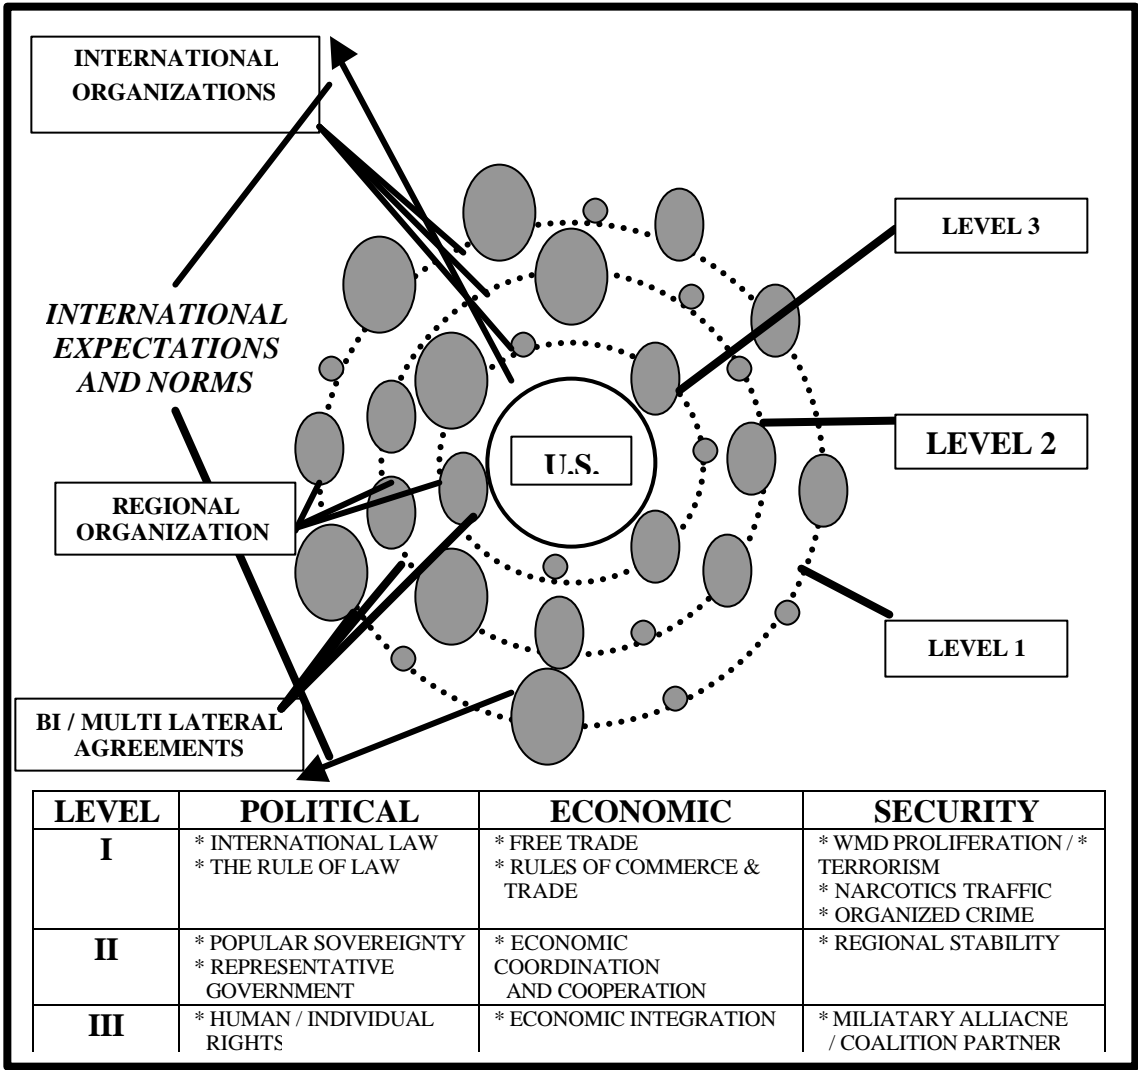 INTERNATIONAL
ORGANIZATIONS
LEVEL 3
INTERNATIONAL
EXPECTATIONS
AND NORMS
U.S.
LEVEL 2
REGIONAL
ORGANIZATION
LEVEL 1
BI / MULTI LATERAL
AGREEMENTS
LEVEL POLITICAL ECONOMIC SECURITY
I
* INTERNATIONAL LAW
* THE RULE OF LAW
* FREE TRADE
* RULES OF COMMERCE &
TRADE
* WMD PROLIFERATION / *
TERRORISM
* NARCOTICS TRAFFIC
* ORGANIZED CRIME
II
* POPULAR SOVEREIGNTY
* REPRESENTATIVE
GOVERNMENT
* ECONOMIC
COORDINATION
AND COOPERATION
* REGIONAL STABILITY
III
* HUMAN / INDIVIDUAL
RIGHTS
* ECONOMIC INTEGRATION
* MILIATARY ALLIACNE
/ COALITION PARTNER